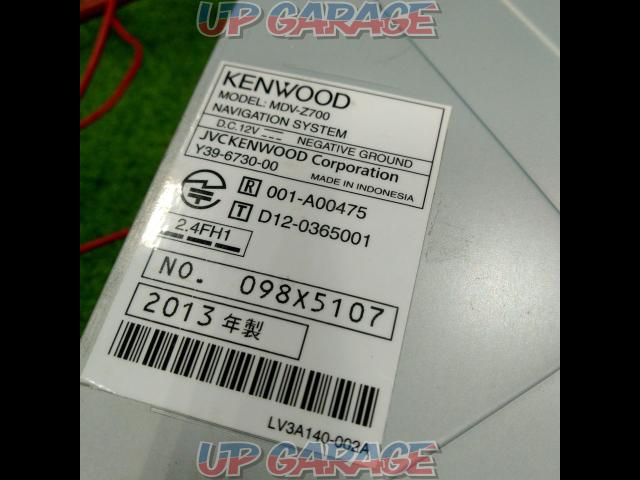 UP GARAGE
KENWOOD
MODEL: MDV-Z700
NAVIGATION SYSTEM
D.C.12V NEGATIVE GROUND
JVCKENWOOD Corporation
Y39-6730-00
MADE IN INDONESIA
R 001-A00475
T D12-0365001
2.4FH1
NO. 098X5107
2013年製
LV3A140-002A
UP GARAGE